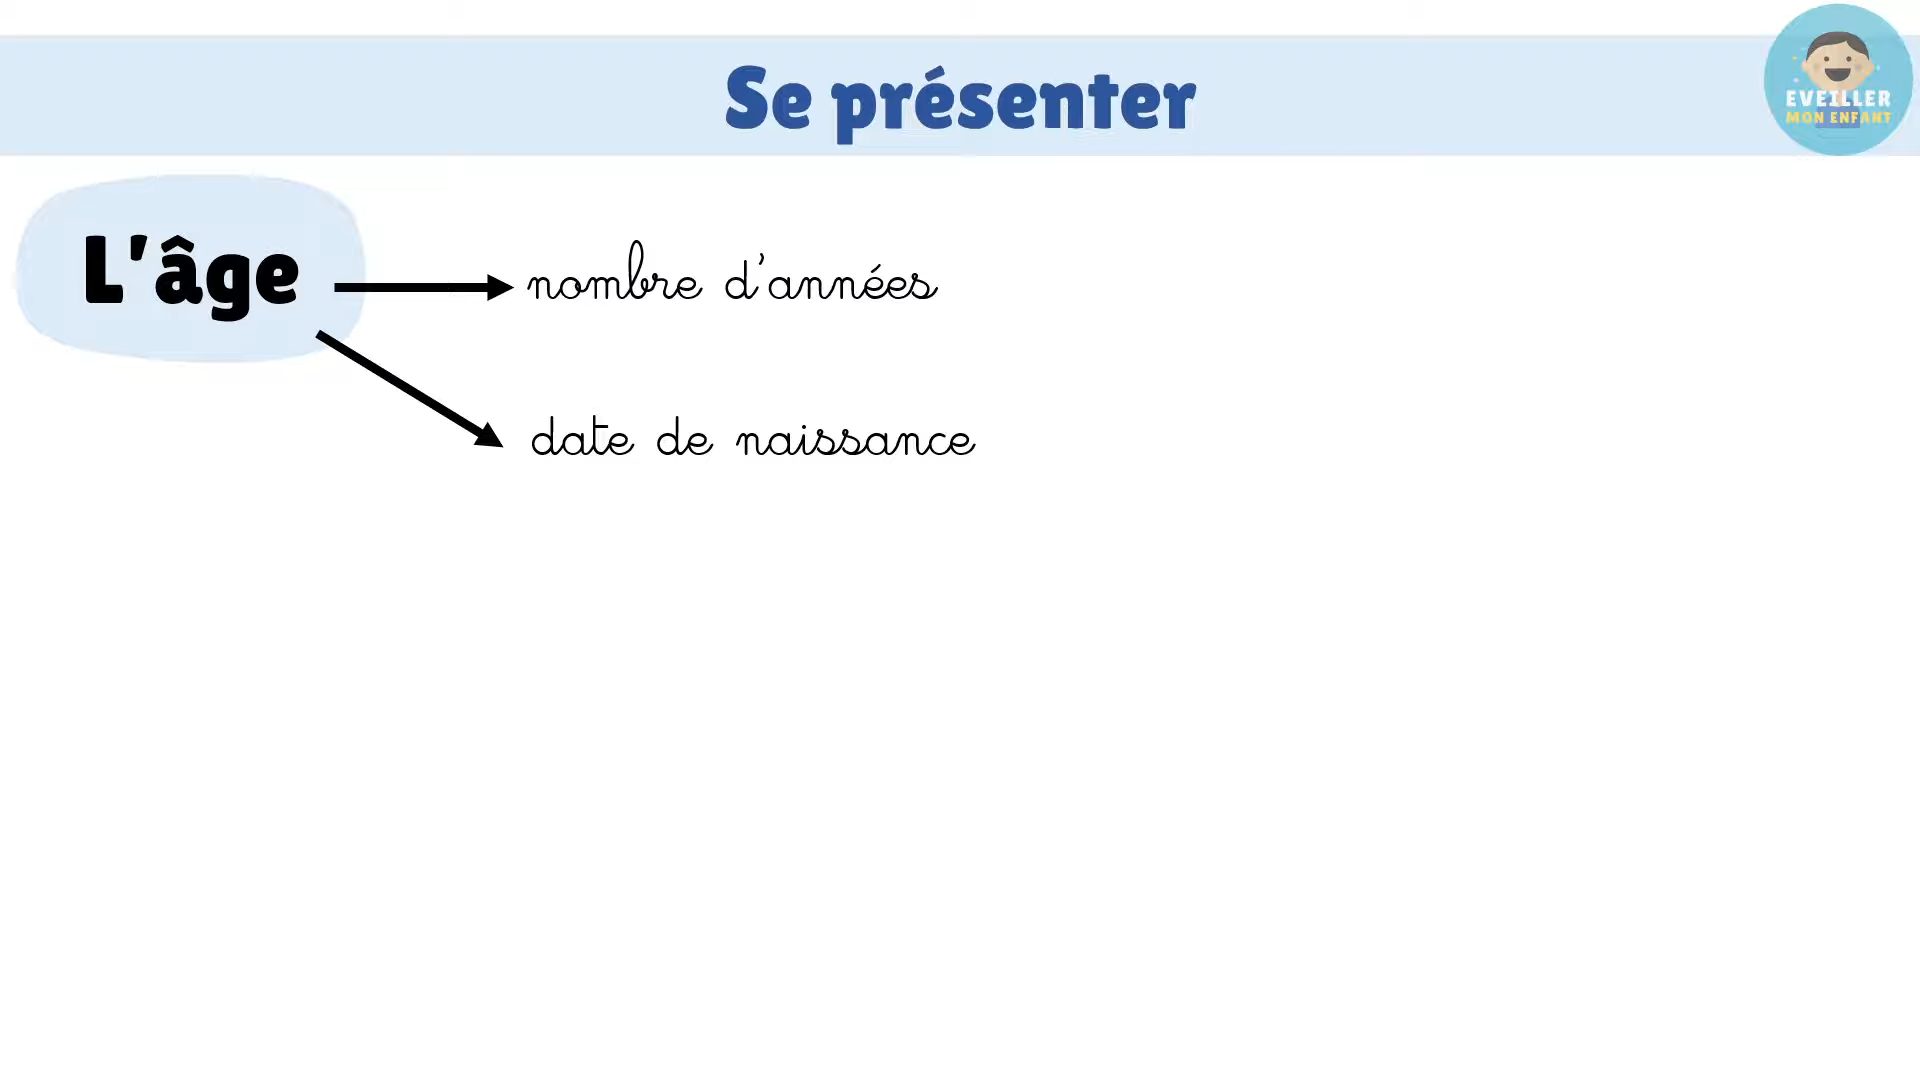 Se présenter
EVEILLER
MON ENFANT
L'âge
nombre d'années
date de naissance